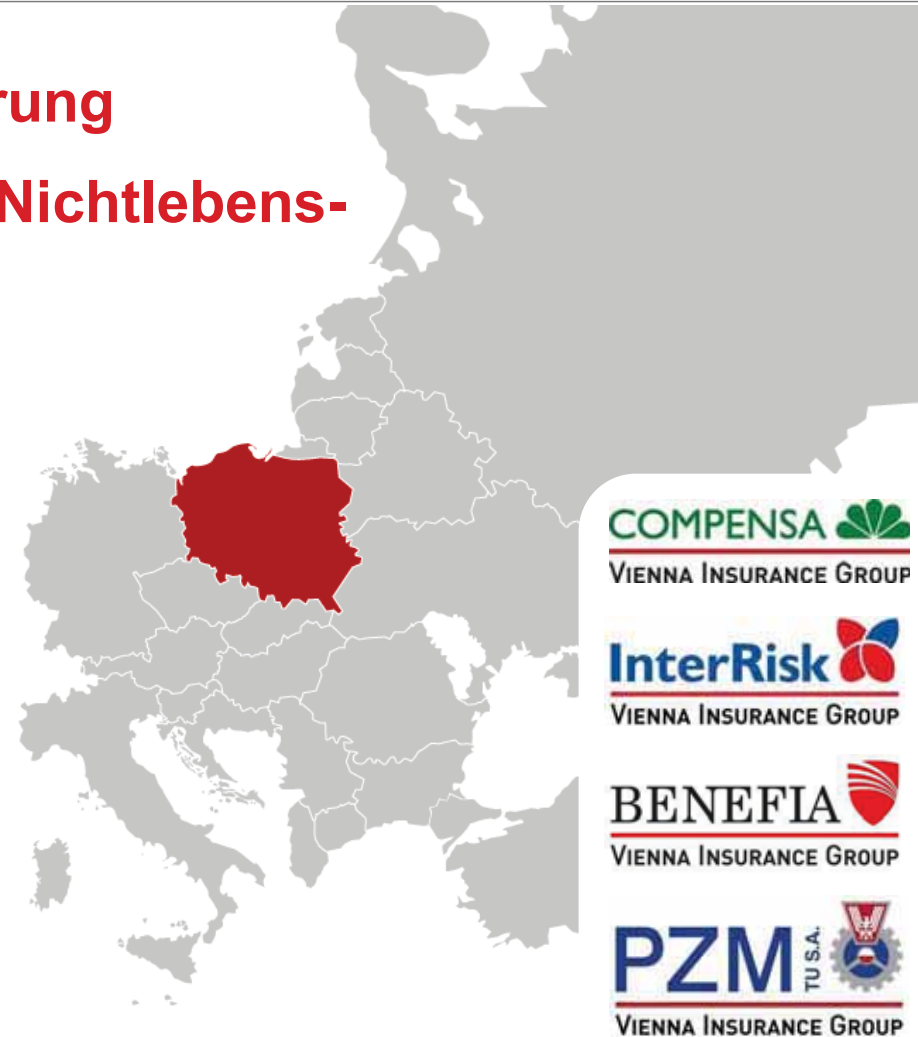 rung
Nichtlebens-
COMPENSA
VIENNA INSURANCE GROUP
InterRisk
VIENNA INSURANCE GROUP
BENEFIA
VIENNA INSURANCE GROUP
PZM TU S.A.
VIENNA INSURANCE GROUP